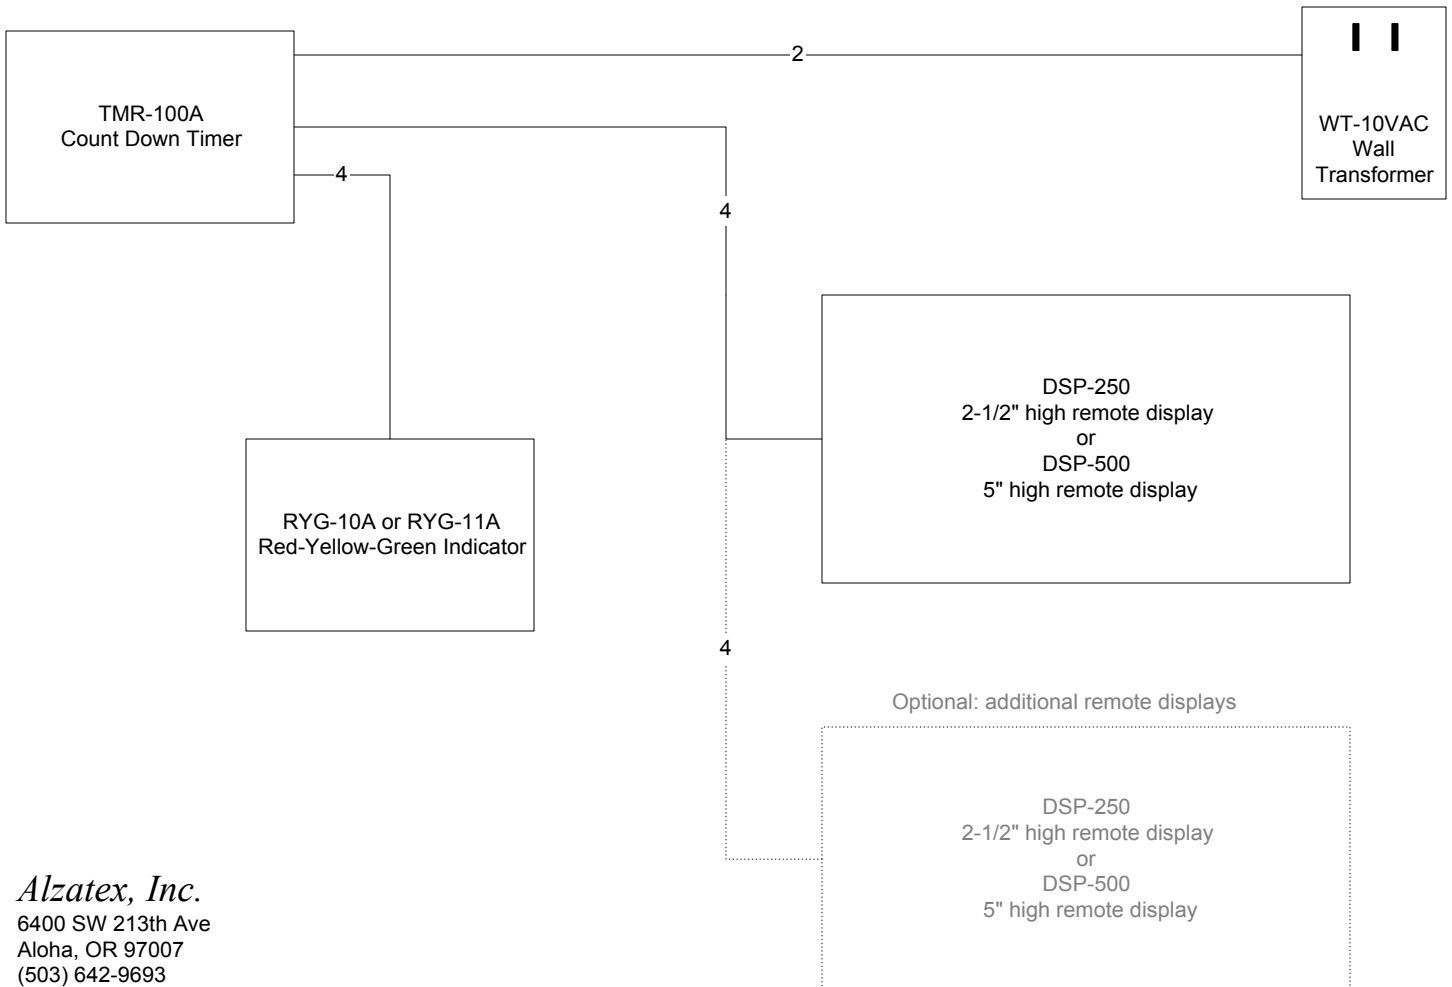 TMR-100A
Count Down Timer
2
WT-10VAC
Wall
Transformer
4
4
DSP-250
2-1/2" high remote display
or
DSP-500
5" high remote display
RYG-10A or RYG-11A
Red-Yellow-Green Indicator
4
Optional: additional remote displays
DSP-250
2-1/2" high remote display
or
DSP-500
5" high remote display
Alzatex, Inc.
6400 SW 213th Ave
Aloha, OR 97007
(503) 642-9693